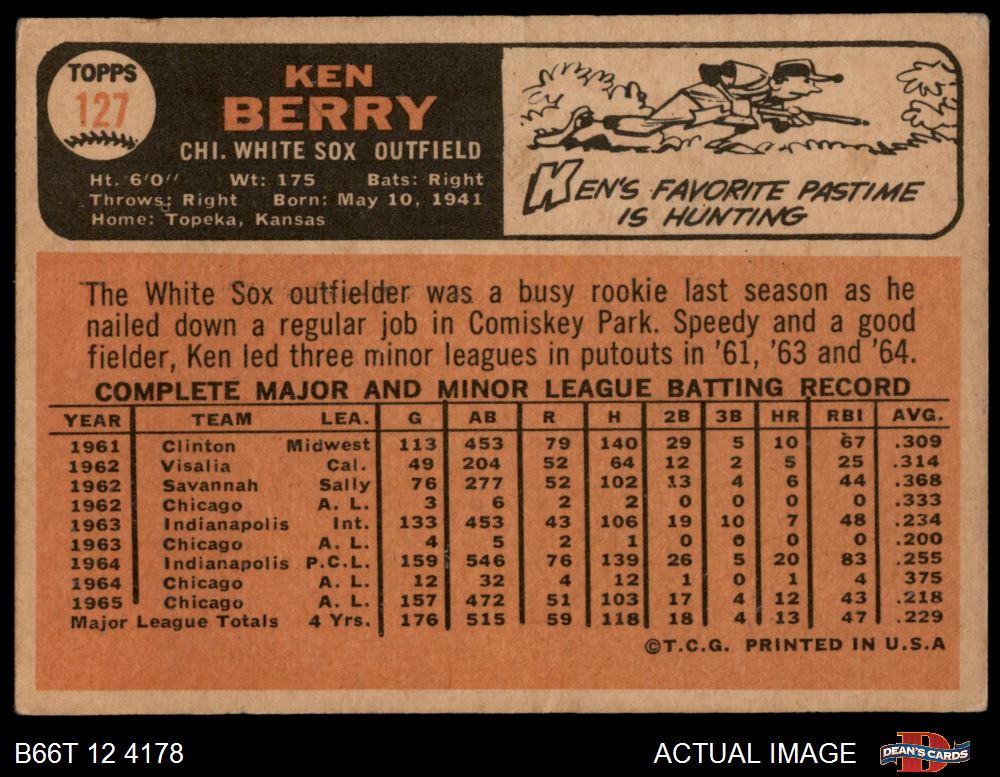 TOPPS
127
KEN
BERRY
CHI. WHITE SOX OUTFIELD
Ht. 6'0" Wt: 175 Bats: Right
Throws: Right Born: May 10, 1941
Home: Topeka, Kansas
KEN'S FAVORITE PASTIME
IS HUNTING
The White Sox outfielder was a busy rookie last season as he
nailed down a regular job in Comiskey Park. Speedy and a good
fielder, Ken led three minor leagues in putouts in '61, '63 and '64.
COMPLETE MAJOR AND MINOR LEAGUE BATTING RECORD
YEAR TEAM LEA. G AB R H 2B 3B HR RBI AVG.
1961 Clinton Midwest 113 453 79 140 29 5 10 67 .309
1962 Visalia Cal. 49 204 52 64 12 2 5 25 .314
1962 Savannah Sally 76 277 52 102 13 4 6 44 .368
1962 Chicago A. L. 3 6 2 2 0 0 0 0 .333
1963 Indianapolis Int. 133 453 43 106 19 10 7 48 .234
1963 Chicago A. L. 4 5 2 1 0 0 0 0 .200
1964 Indianapolis P.C.L. 159 546 76 139 26 5 20 83 .255
1964 Chicago A. L. 12 32 4 12 1 0 1 4 375
1965 Chicago A. L. 157 472 51 103 17 4 12 43 .218
Major League Totals 4 Yrs. 176 515 59 118 18 4 13 47 .229
©T.C.G. PRINTED IN U.S.A
B66T 12 4178
ACTUAL IMAGE
DEAN'S CARDS